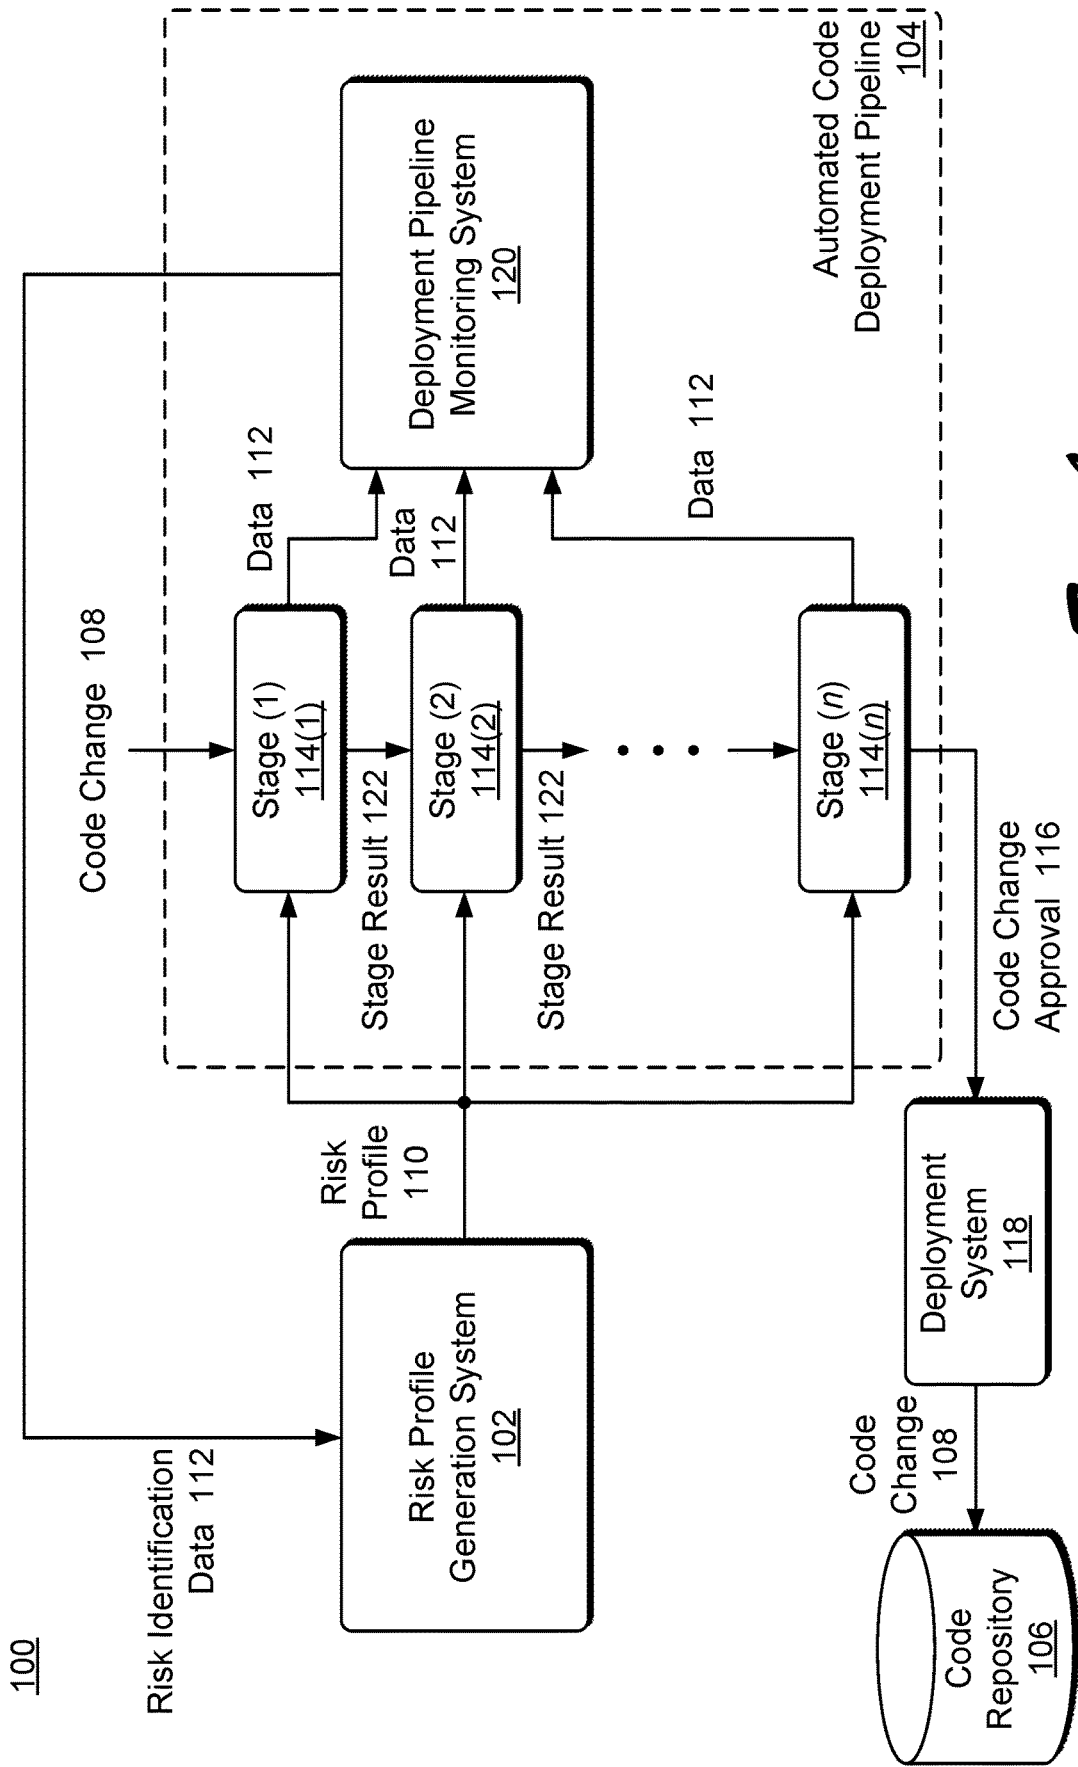 100
Risk Identification
Data 112
Code Change 108
Risk Profile
Generation System
102
Risk
Profile
110
Stage (1)
114(1)
Data 112
Stage Result 122
Stage (2)
114(2)
Data
112
Stage Result 122
Stage (n)
114(n)
Data 112
Deployment Pipeline
Monitoring System
120
Automated Code
Deployment Pipeline
104
Code Change
Approval 116
Deployment
System
118
Code
Change
108
Code
Repository
106